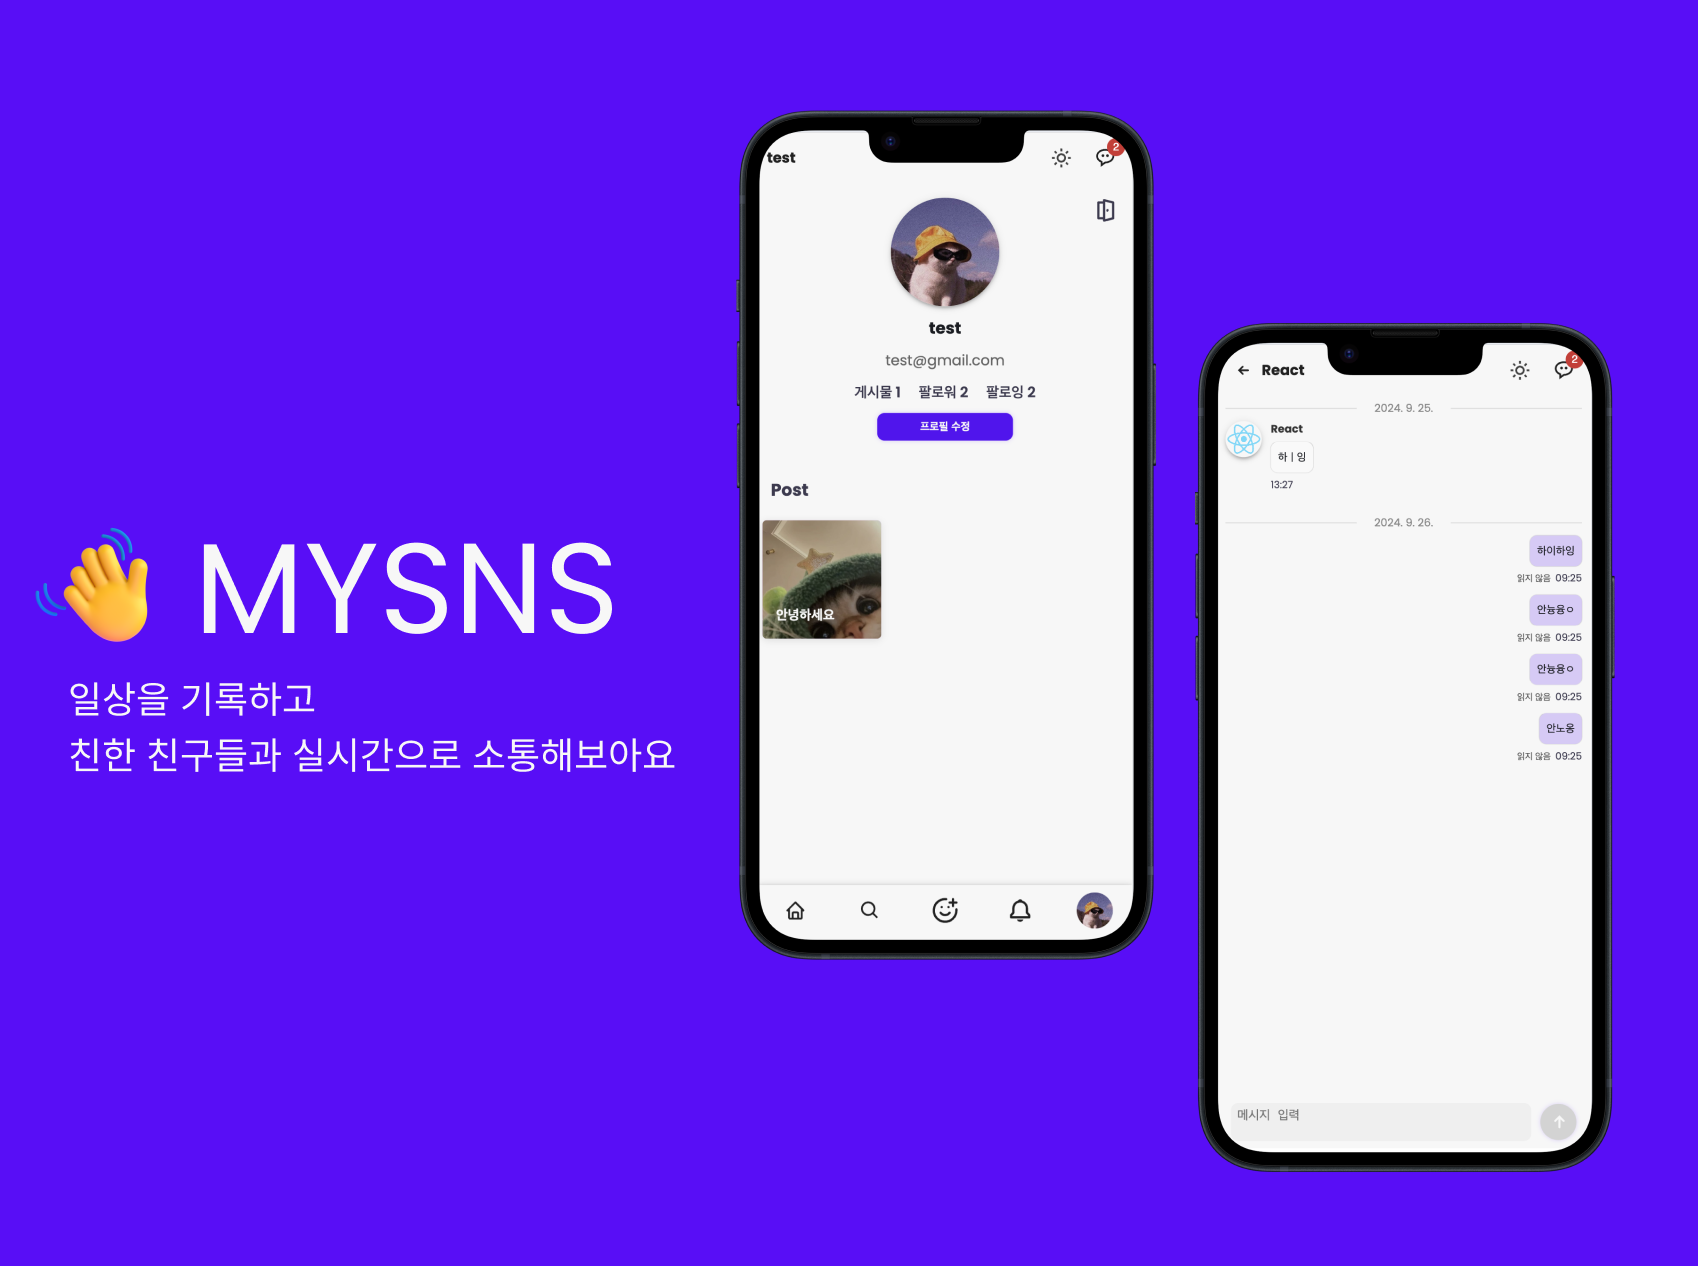 MYSNS
일상을 기록하고
친한 친구들과 실시간으로 소통해보아요
test
2
test
test@gmail.com
게시물 1 팔로워 2 팔로잉 2
프로필 수정
Post
안녕하세요
React
2
2024. 9. 25.
React
하ㅣ잉
13:27
2024. 9. 26.
하이하잉
읽지 않음 09:25
안늉융ㅇ
읽지 않음 09:25
안늉융ㅇ
읽지 않음 09:25
안노옹
읽지 않음 09:25
메시지 입력